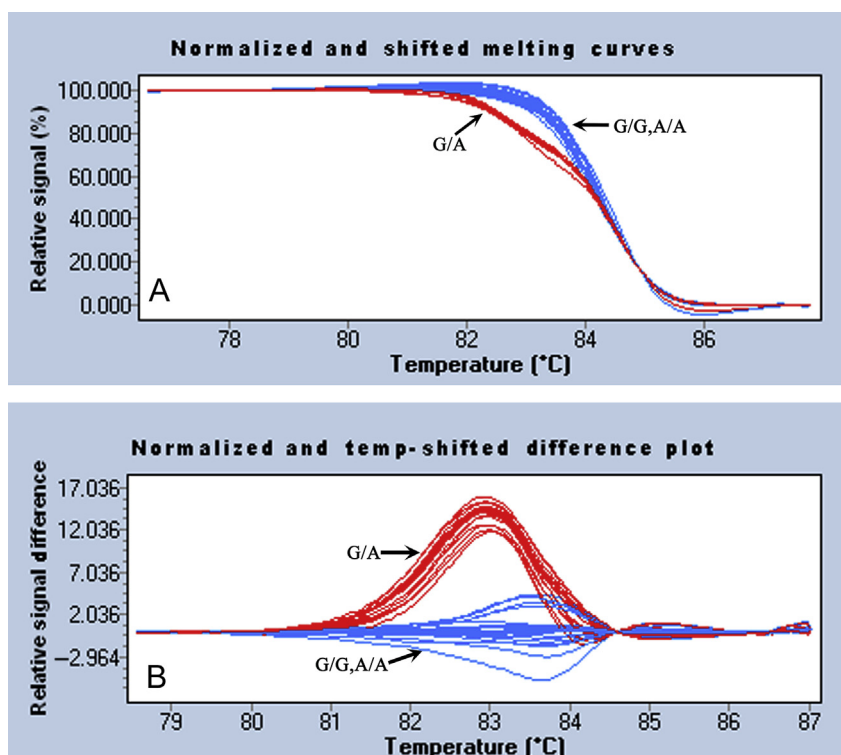 Normalized and shifted melting curves
Relative signal (%)
100.000
80.000
60.000
40.000
20.000
0.000
G/A
G/G,A/A
A
78 80 82 84 86
Temperature (°C)
Normalized and temp-shifted difference plot
Relative signal difference
17.036
12.036
7.036
2.036
−2.964
G/A
G/G,A/A
B
79 80 81 82 83 84 85 86 87
Temperature (°C)